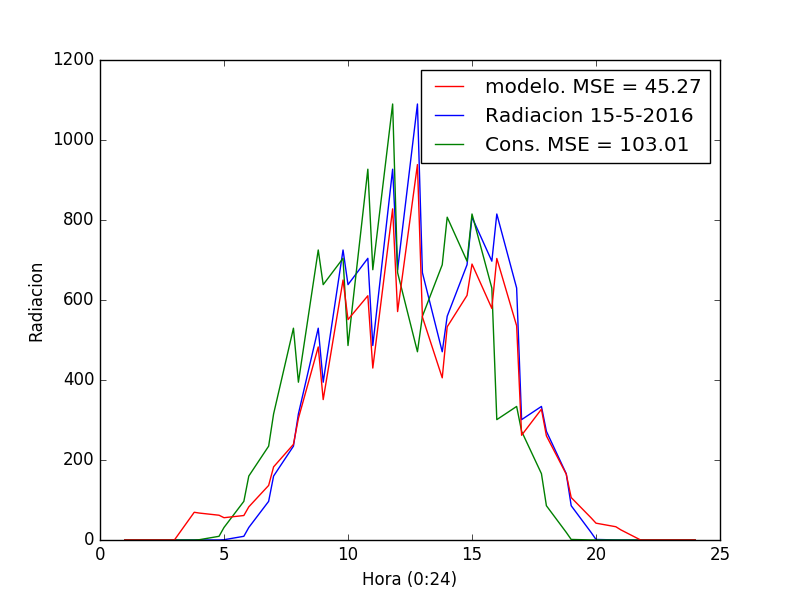 1200
1000
800
600
400
200
0
Radiacion
modelo. MSE = 45.27
Radiacion 15-5-2016
Cons. MSE = 103.01
0 5 10 15 20 25
Hora (0:24)